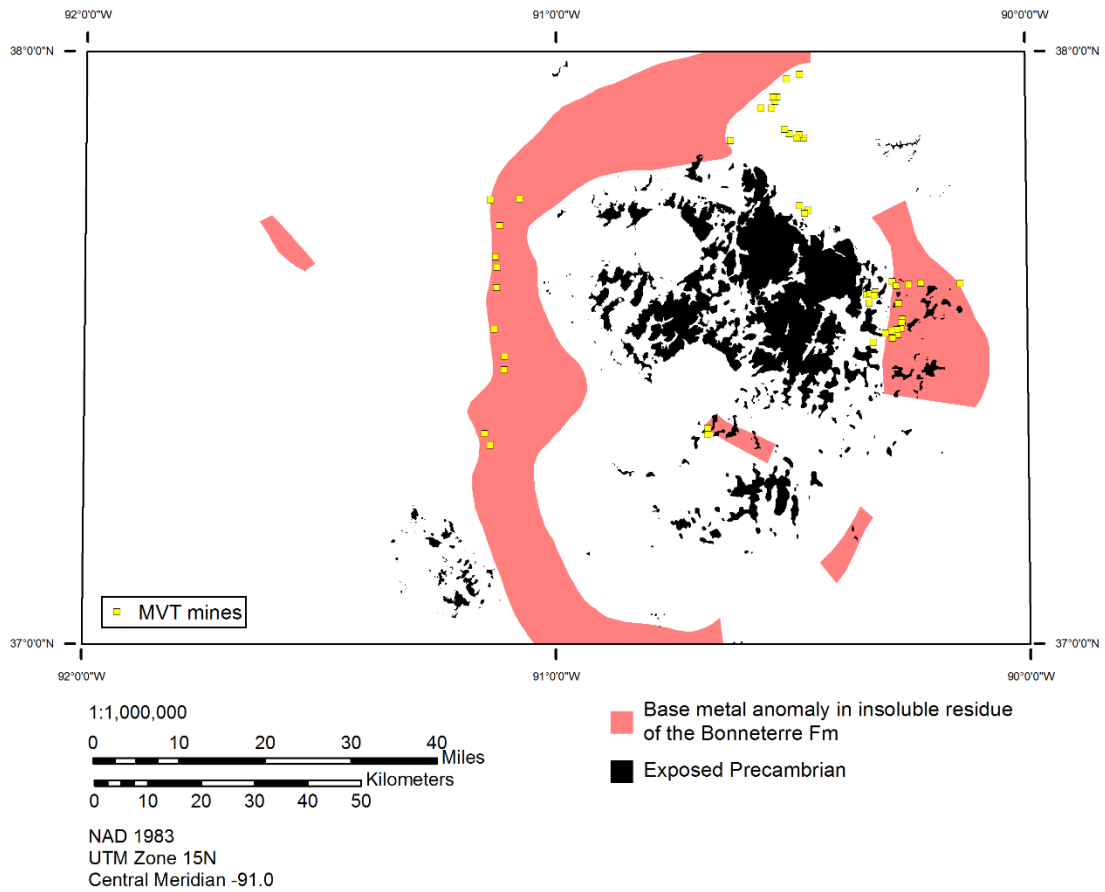 92°0'0"W 91°0'0"W 90°0'0"W
38°0'0"N 38°0'0"N
MVT mines
37°0'0"N 37°0'0"N
92°0'0"W 91°0'0"W 90°0'0"W
1:1,000,000
0 10 20 30 40
Miles
Kilometers
0 10 20 30 40 50
NAD 1983
UTM Zone 15N
Central Meridian -91.0
Base metal anomaly in insoluble residue
of the Bonneterre Fm
Exposed Precambrian